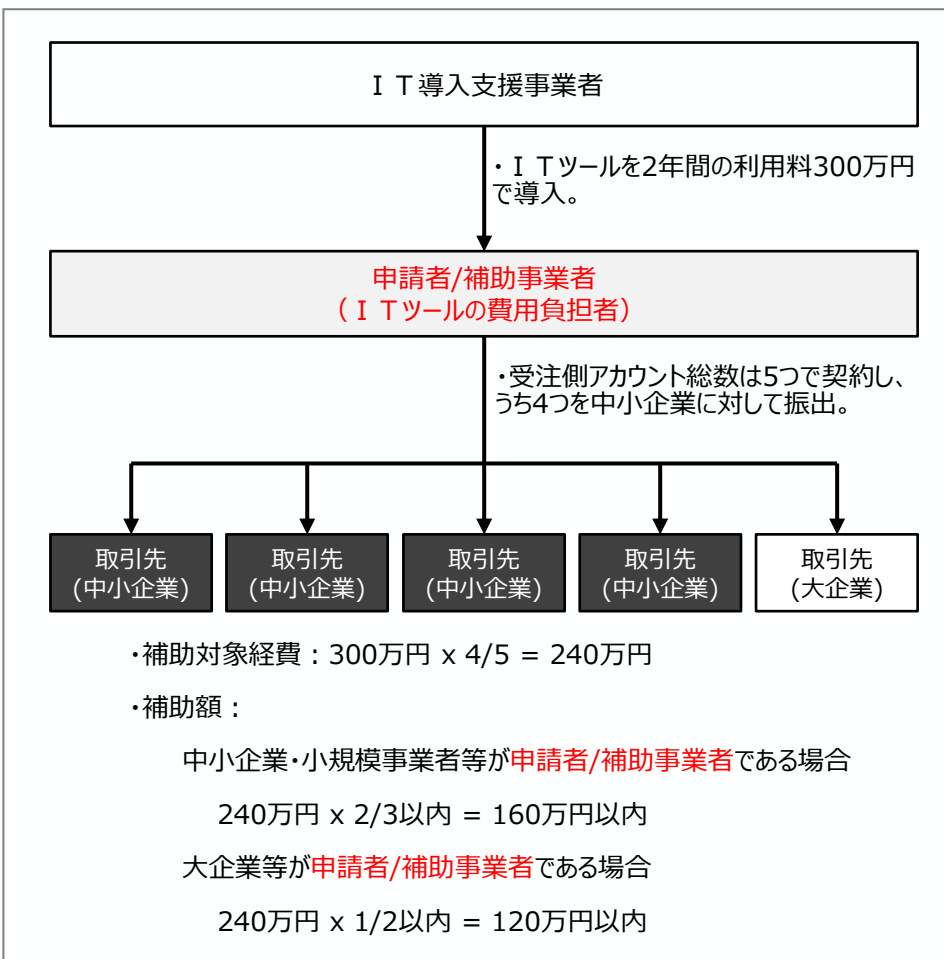 ＩＴ導入支援事業者
・ＩＴツールを2年間の利用料300万円
で導入。
申請者/補助事業者
（ＩＴツールの費用負担者）
・受注側アカウント総数は5つで契約し、
うち4つを中小企業に対して振出。
取引先
(中小企業)
取引先
(中小企業)
取引先
(中小企業)
取引先
(中小企業)
取引先
(大企業)
・補助対象経費：300万円 x 4/5 = 240万円
・補助額：
中小企業・小規模事業者等が申請者/補助事業者である場合
240万円 x 2/3以内 = 160万円以内
大企業等が申請者/補助事業者である場合
240万円 x 1/2以内 = 120万円以内